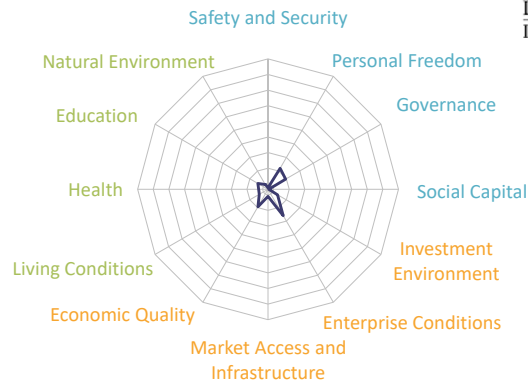 Safety and Security
Natural Environment
Personal Freedom
Governance
Education
Health
Social Capital
Investment
Environment
Living Conditions
Economic Quality
Enterprise Conditions
Market Access and
Infrastructure